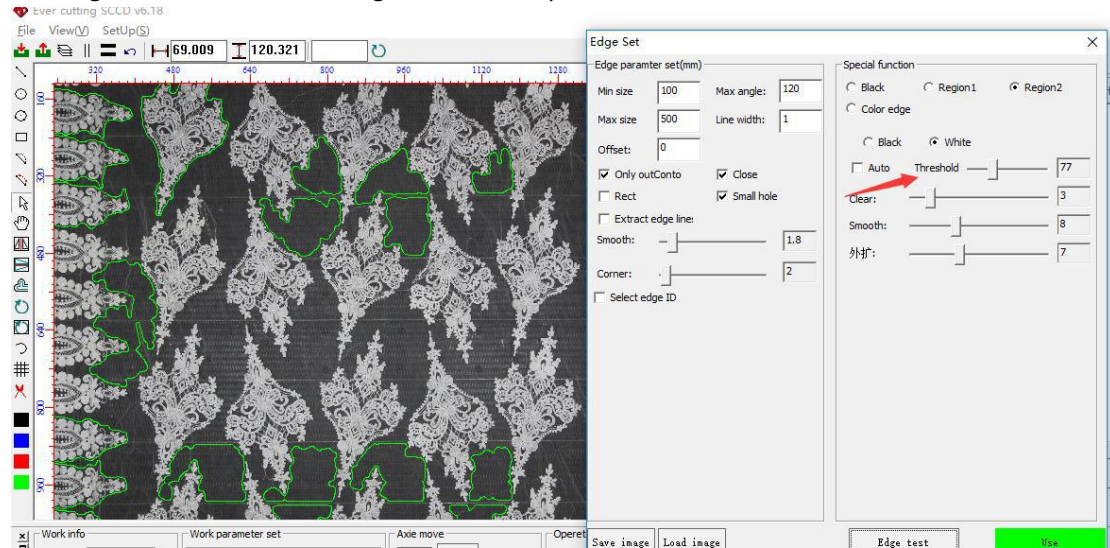 Ever cutting SCCD v6.18
File View(V) SetUp(S)
69.009 120.321
320 480 640 800 960 1120 1280
160
320
480
640
800
960
Edge Set
Edge paramter set(mm)
Min size 100 Max angle: 120
Max size 500 Line width: 1
Offset: 0
Only outConto Close
Rect Small hole
Extract edge line:
Smooth: 1.8
Corner: 2
Select edge ID
Special function
Black Region1 Region2
Color edge
Black White
Auto Threshold 77
Clear: 3
Smooth: 8
外扩: 7
Save image Load image Edge test Use
Work info Work parameter set Axie move Operet